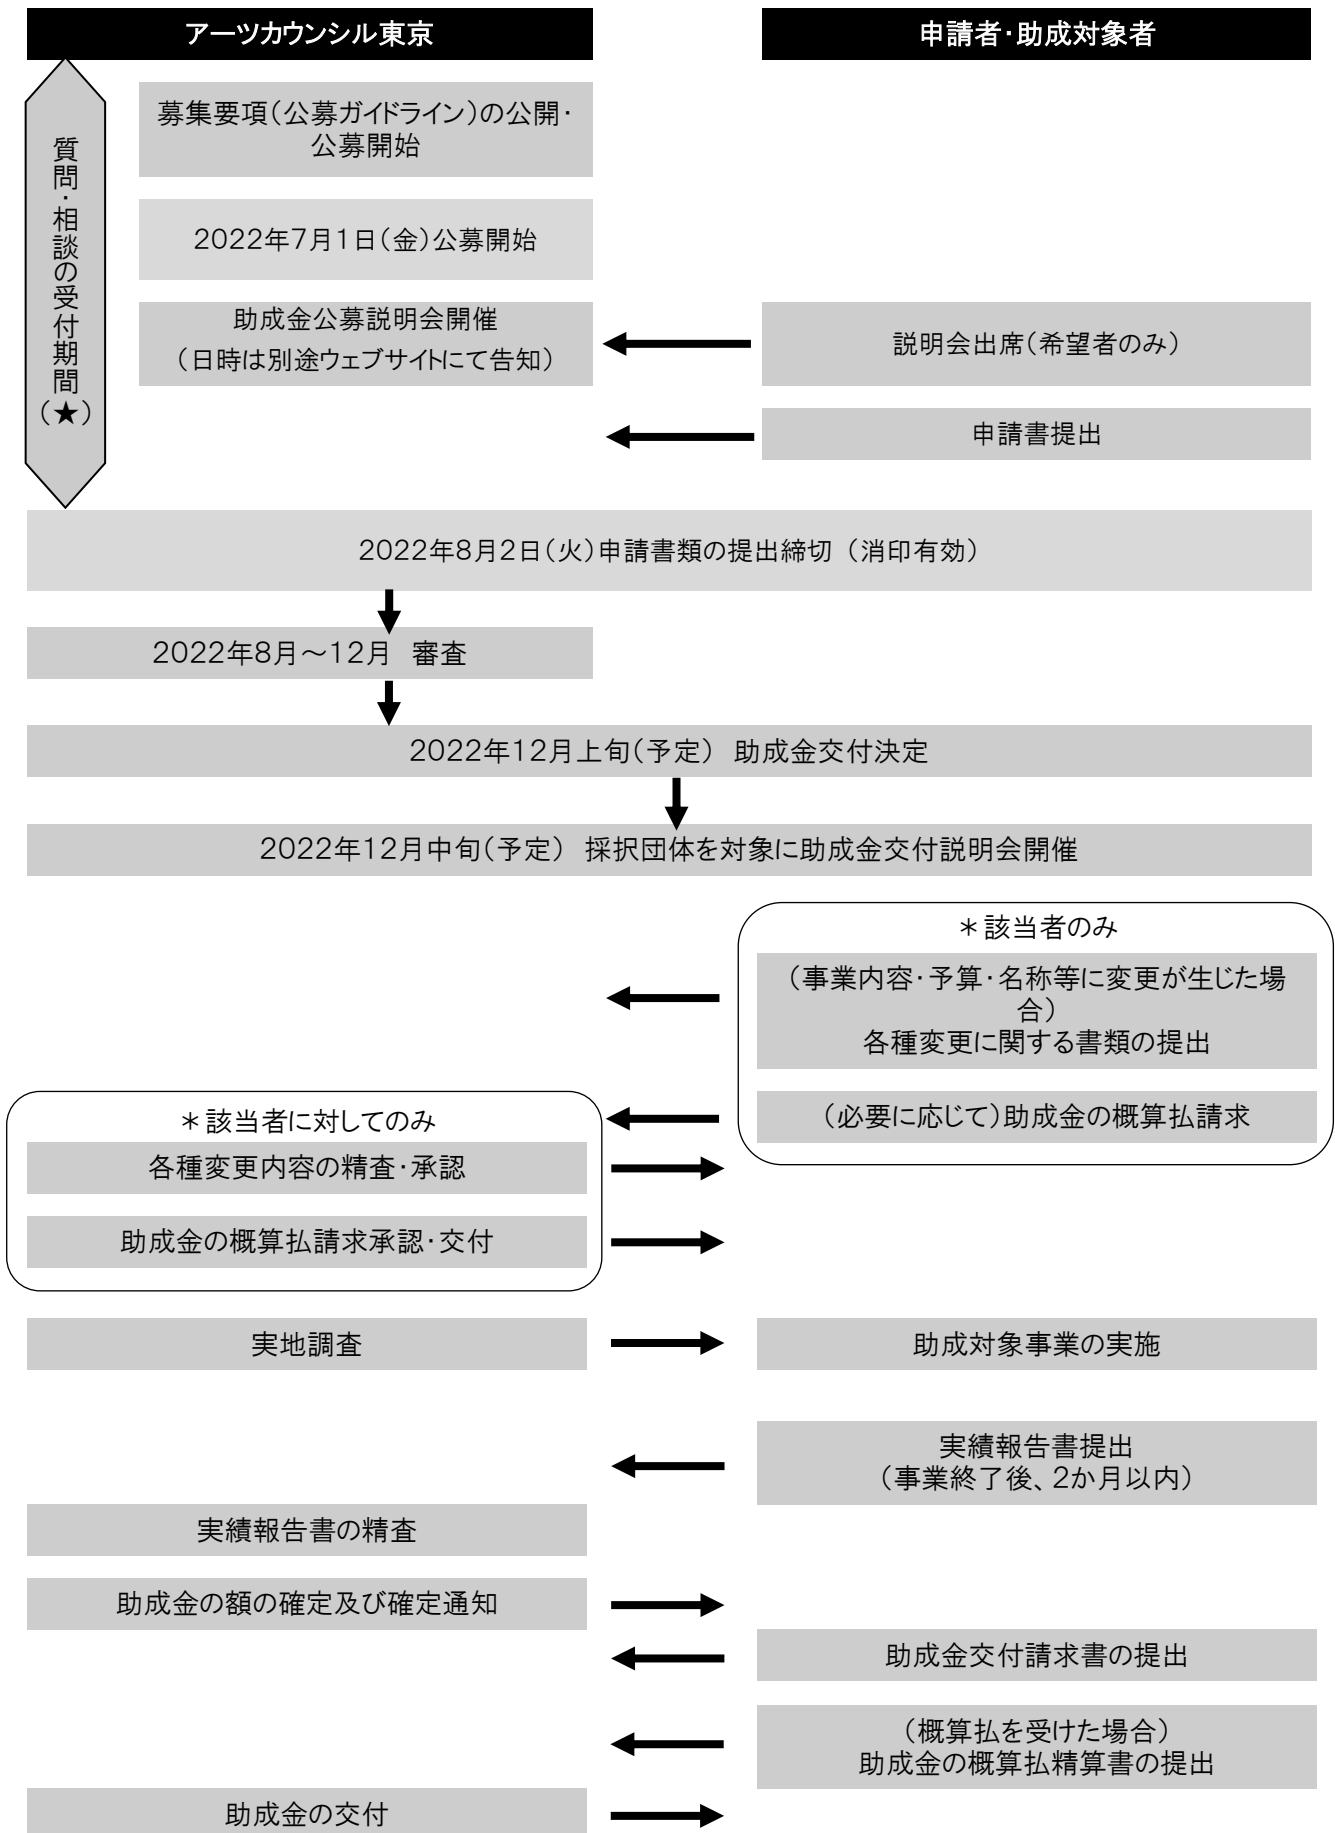 アーツカウンシル東京
申請者・助成対象者
質問・相談の受付期間（★）
募集要項（公募ガイドライン）の公開・
公募開始
2022年7月1日（金）公募開始
助成金公募説明会開催
（日時は別途ウェブサイトにて告知）
説明会出席（希望者のみ）
申請書提出
2022年8月2日（火）申請書類の提出締切（消印有効）
2022年8月～12月　審査
2022年12月上旬（予定）　助成金交付決定
2022年12月中旬（予定）　採択団体を対象に助成金交付説明会開催
＊該当者のみ
（事業内容・予算・名称等に変更が生じた場
合）
各種変更に関する書類の提出
（必要に応じて）助成金の概算払請求
＊該当者に対してのみ
各種変更内容の精査・承認
助成金の概算払請求承認・交付
実地調査
助成対象事業の実施
実績報告書提出
（事業終了後、2か月以内）
実績報告書の精査
助成金の額の確定及び確定通知
助成金交付請求書の提出
（概算払を受けた場合）
助成金の概算払精算書の提出
助成金の交付